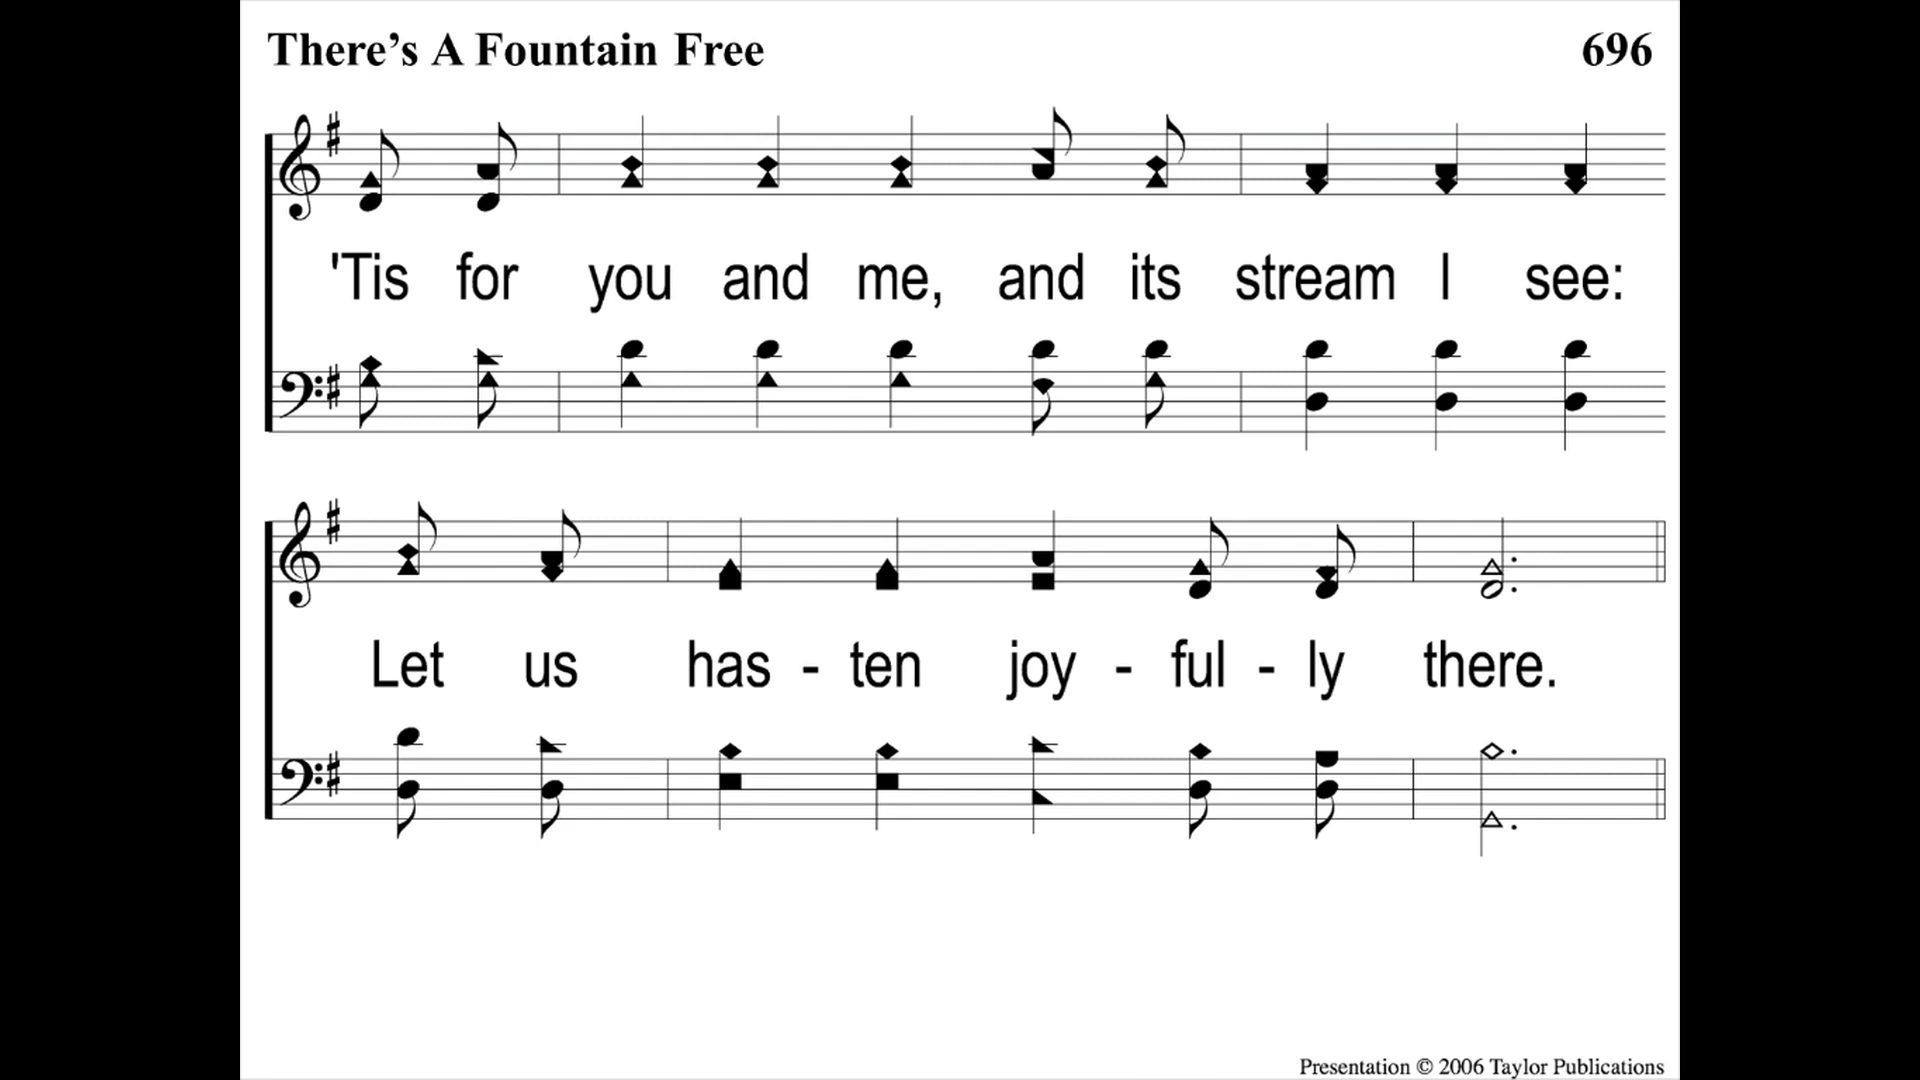 There's A Fountain Free 696
'Tis for you and me, and its stream I see:
Let us has - ten joy - ful - ly there.
Presentation © 2006 Taylor Publications